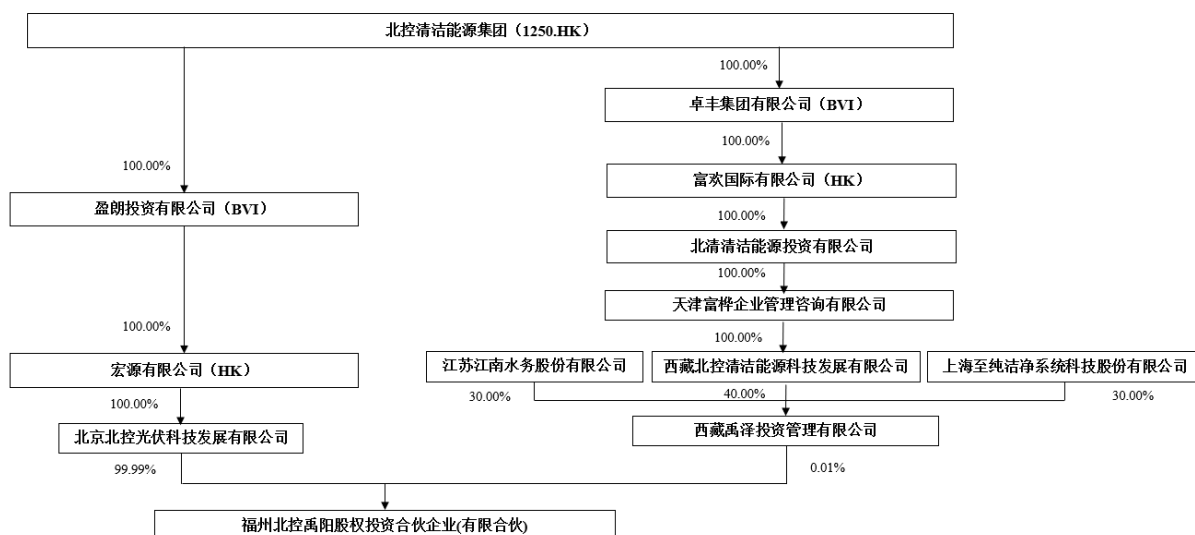 北控清洁能源集团（1250.HK）
100.00%
卓丰集团有限公司（BVI）
100.00%
100.00%
富欢国际有限公司（HK）
盈朗投资有限公司（BVI）
100.00%
北清清洁能源投资有限公司
100.00%
天津富桦企业管理咨询有限公司
100.00%
100.00%
宏源有限公司（HK）
江苏江南水务股份有限公司
西藏北控清洁能源科技发展有限公司
上海至纯洁净系统科技股份有限公司
30.00%
40.00%
30.00%
100.00%
北京北控光伏科技发展有限公司
西藏禹泽投资管理有限公司
99.99%
0.01%
福州北控禹阳股权投资合伙企业(有限合伙)